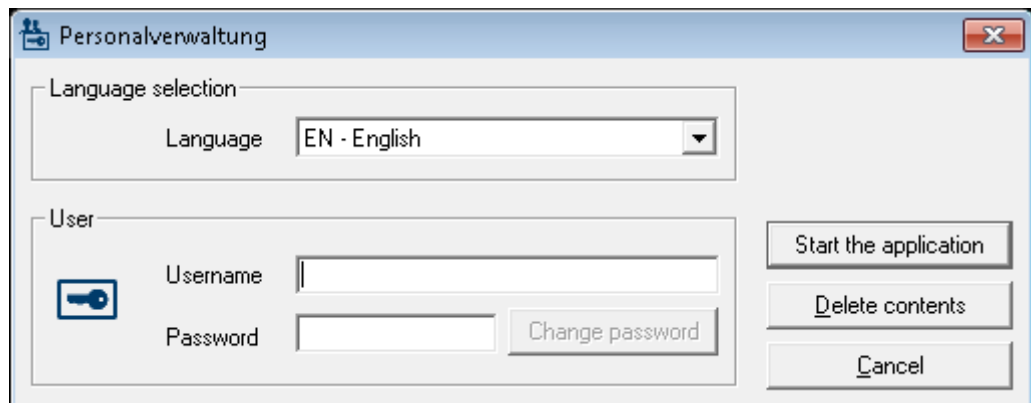 Personalverwaltung
Language selection
Language EN - English
User
Username
Password Change password
Start the application
Delete contents
Cancel